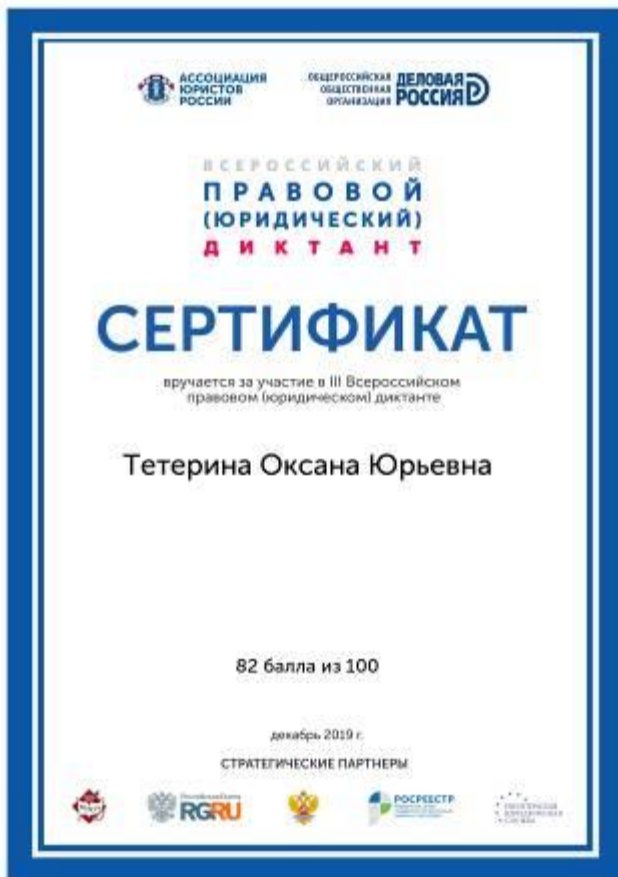 АССОЦИАЦИЯ
ЮРИСТОВ
РОССИИ
ОБЩЕРОССИЙСКАЯ
ОБЩЕСТВЕННАЯ
ОРГАНИЗАЦИЯ
ДЕЛОВАЯ
РОССИЯ
ВСЕРОССИЙСКИЙ
ПРАВОВОЙ
(ЮРИДИЧЕСКИЙ)
ДИКТАНТ
СЕРТИФИКАТ
вручается за участие в III Всероссийском
правовом (юридическом) диктанте
Тетерина Оксана Юрьевна
82 балла из 100
декабрь 2019 г.
СТРАТЕГИЧЕСКИЕ ПАРТНЕРЫ
RGRU
РОСРЕЕСТР